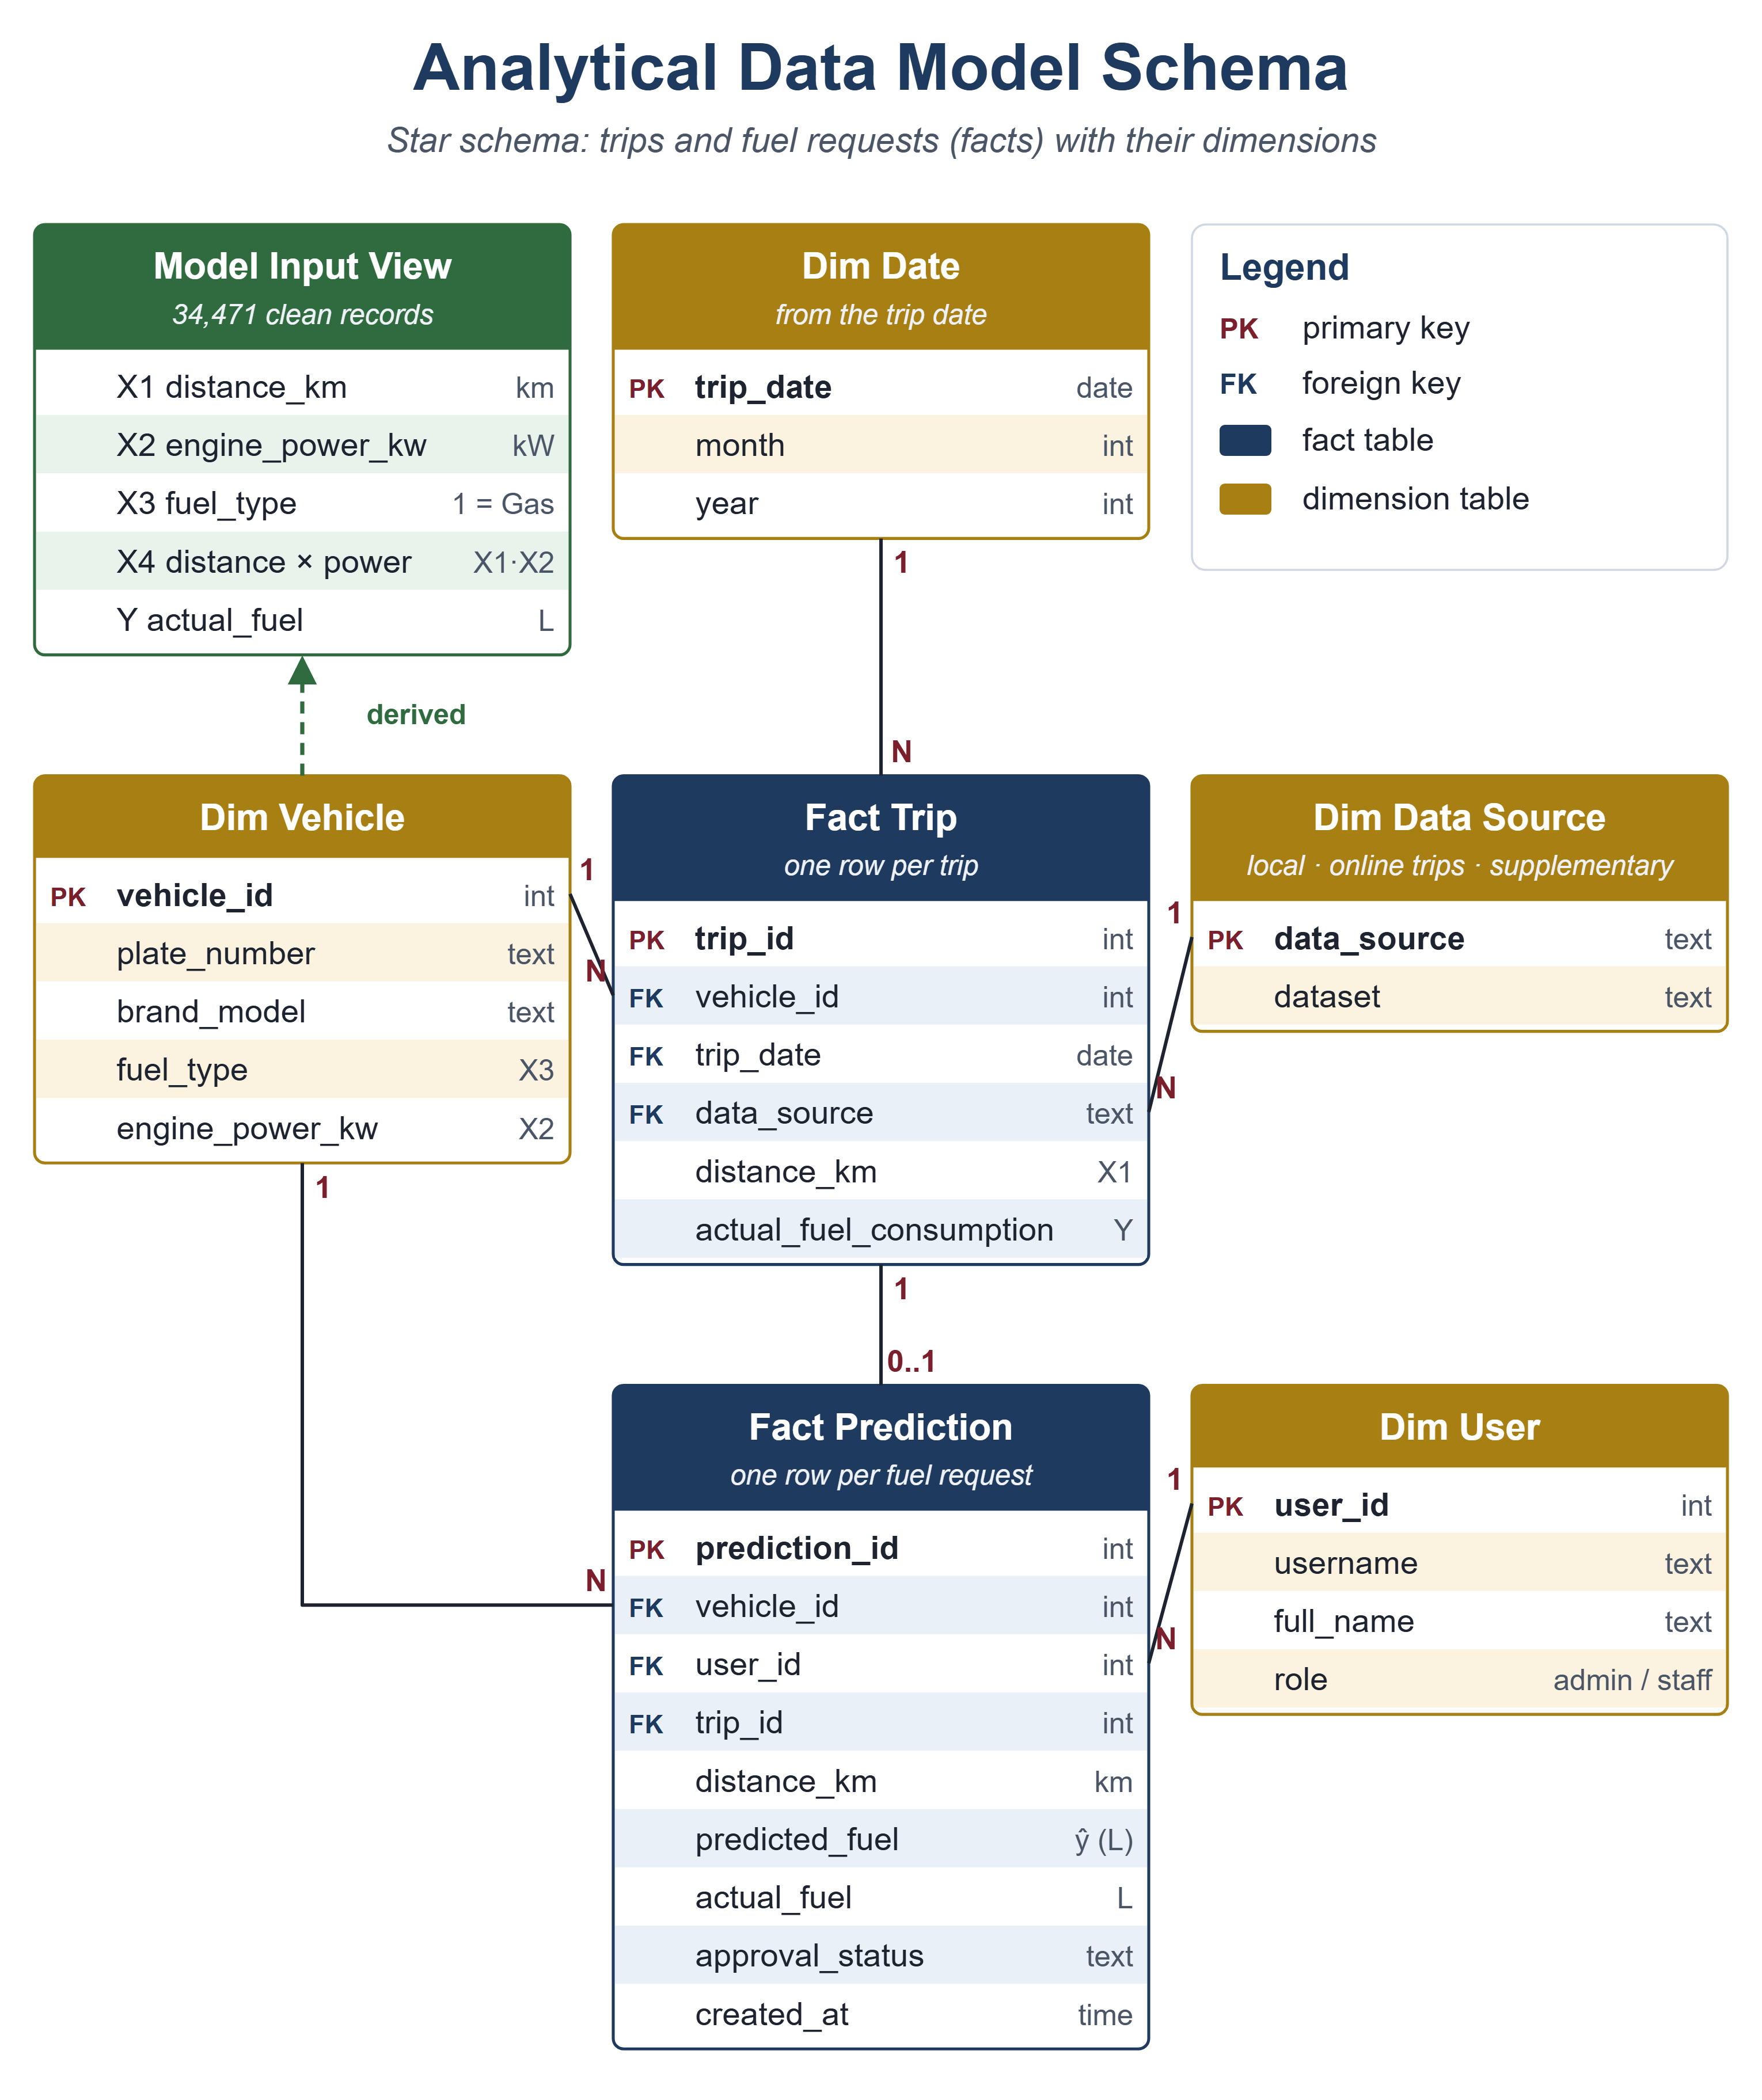 Analytical Data Model Schema
Star schema: trips and fuel requests (facts) with their dimensions
Model Input View
34,471 clean records
X1 distance_km km
X2 engine_power_kw kW
X3 fuel_type 1 = Gas
X4 distance × power X1·X2
Y actual_fuel L
Dim Date
from the trip date
PK trip_date date
month int
year int
Legend
PK primary key
FK foreign key
fact table
dimension table
1
N
derived
Dim Vehicle
PK vehicle_id int
plate_number text
brand_model text
fuel_type X3
engine_power_kw X2
1
N
Fact Trip
one row per trip
PK trip_id int
FK vehicle_id int
FK trip_date date
FK data_source text
distance_km X1
actual_fuel_consumption Y
1
N
Dim Data Source
local · online trips · supplementary
PK data_source text
dataset text
1
1
0..1
N
Fact Prediction
one row per fuel request
PK prediction_id int
FK vehicle_id int
FK user_id int
FK trip_id int
distance_km km
predicted_fuel ŷ (L)
actual_fuel L
approval_status text
created_at time
1
N
Dim User
PK user_id int
username text
full_name text
role admin / staff